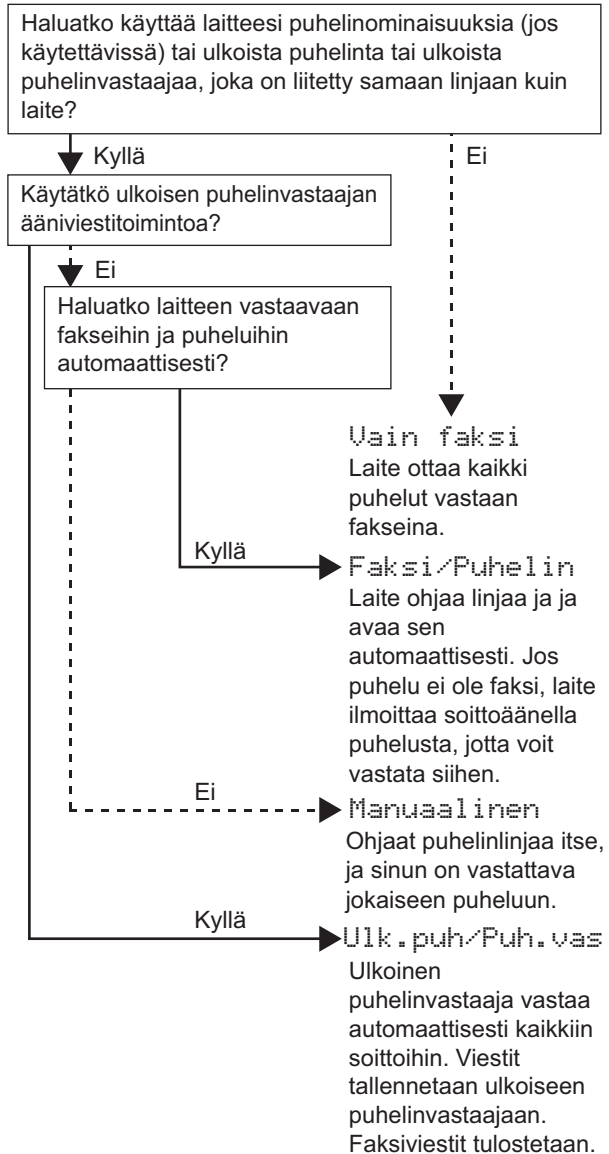 Haluatko käyttää laitteesi puhelinominaisuuksia (jos
käytettävissä) tai ulkoista puhelinta tai ulkoista
puhelinvastaajaa, joka on liitetty samaan linjaan kuin
laite?
Kyllä
Ei
Käytätkö ulkoisen puhelinvastaajan
ääniviestitoimintoa?
Ei
Haluatko laitteen vastaavaan
fakseihin ja puheluihin
automaattisesti?
Vain faksi
Laite ottaa kaikki
puhelut vastaan
fakseina.
Kyllä
Faksi/Puhelin
Laite ohjaa linjaa ja ja
avaa sen
automaattisesti. Jos
puhelu ei ole faksi, laite
ilmoittaa soittoäänella
puhelusta, jotta voit
vastata siihen.
Ei
Manuaalinen
Ohjaat puhelinlinjaa itse,
ja sinun on vastattava
jokaiseen puheluun.
Kyllä
Ulk.puh/Puh.vas
Ulkoinen
puhelinvastaaja vastaa
automaattisesti kaikkiin
soittoihin. Viestit
tallennetaan ulkoiseen
puhelinvastaajaan.
Faksiviestit tulostetaan.